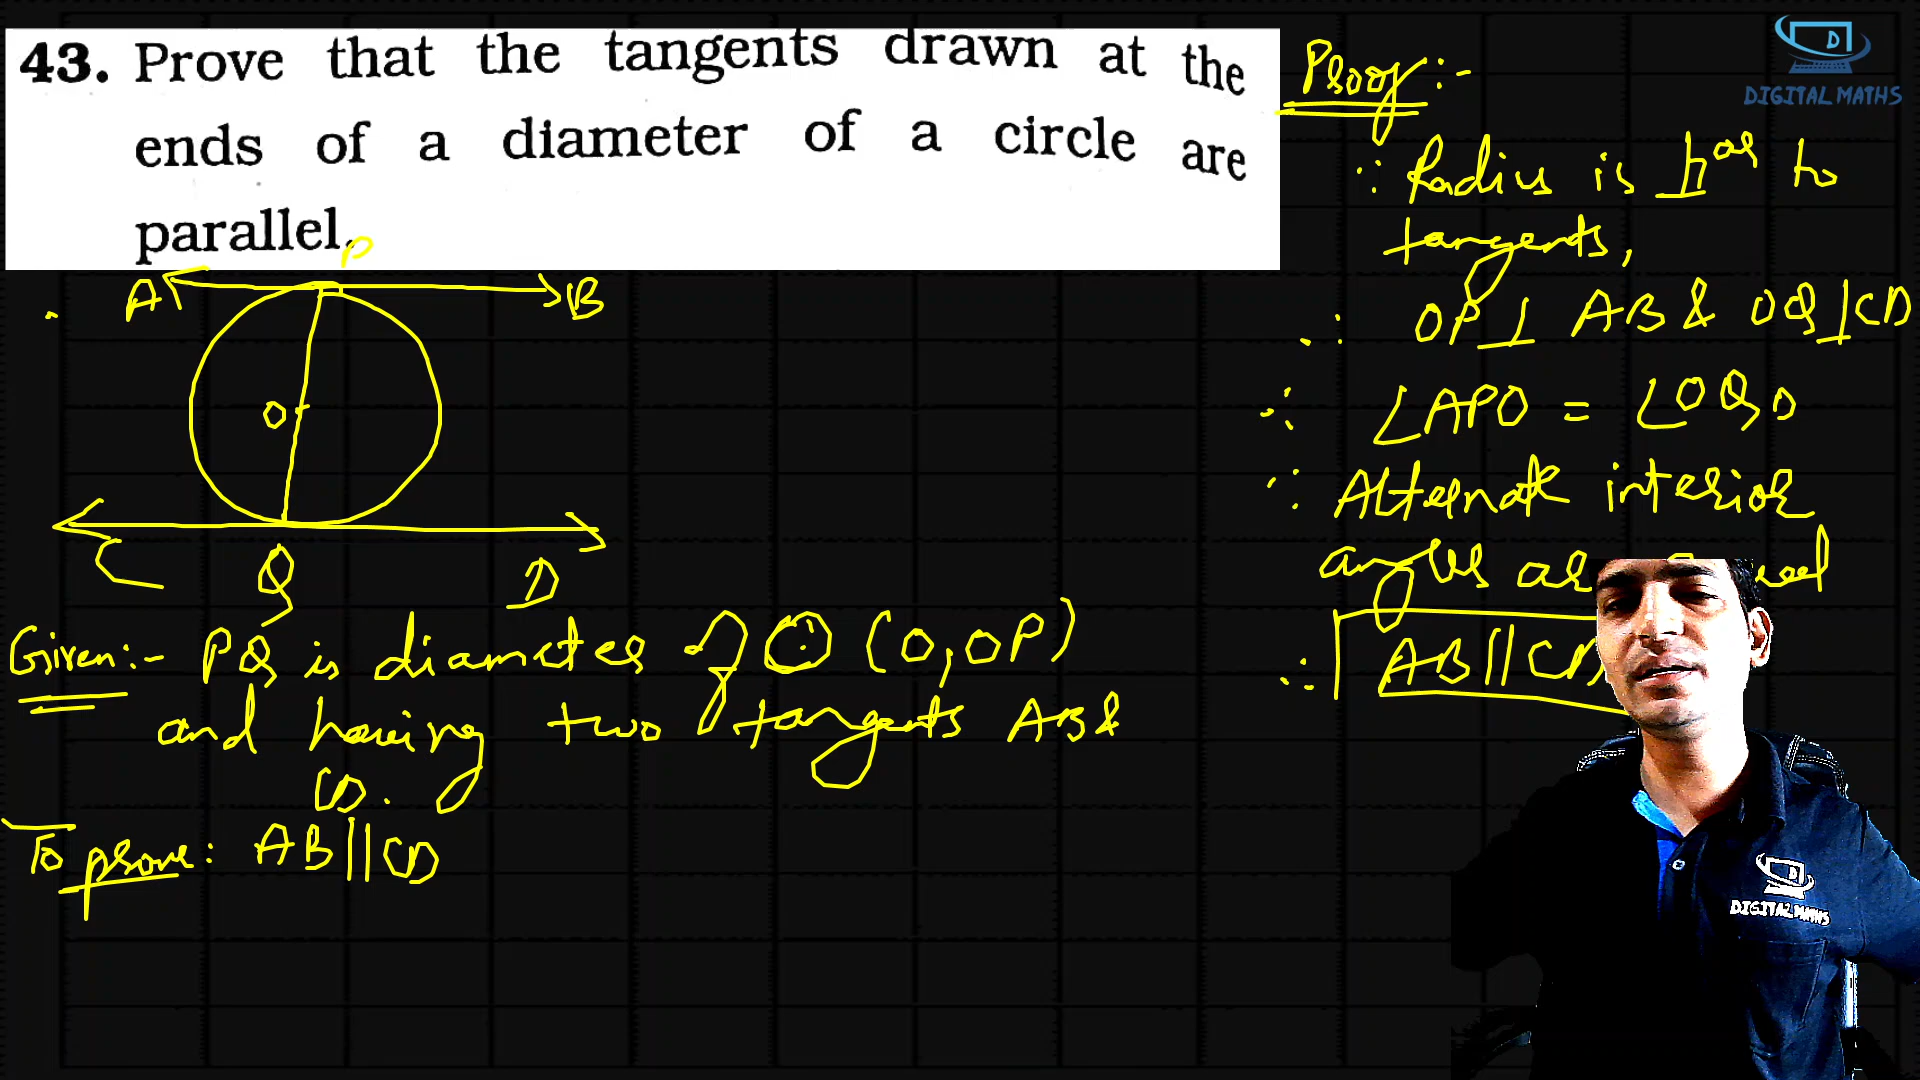 43. Prove that the tangents drawn at the
ends of a diameter of a circle are
parallel.
P
A B
O
C Q D
Given:- PQ is diameter of ⊙ (O, OP)
and having two tangents AB &
CD.
To prove: AB || CD
Proof :-
∵ Radius is ⊥ar to
tangents,
∴ OP ⊥ AB & OQ ⊥ CD
∴ ∠APO = ∠OQD
∵ Alternate interior
angles are
∴ AB || CD
D
DIGITAL MATHS
D
DIGITAL MATHS